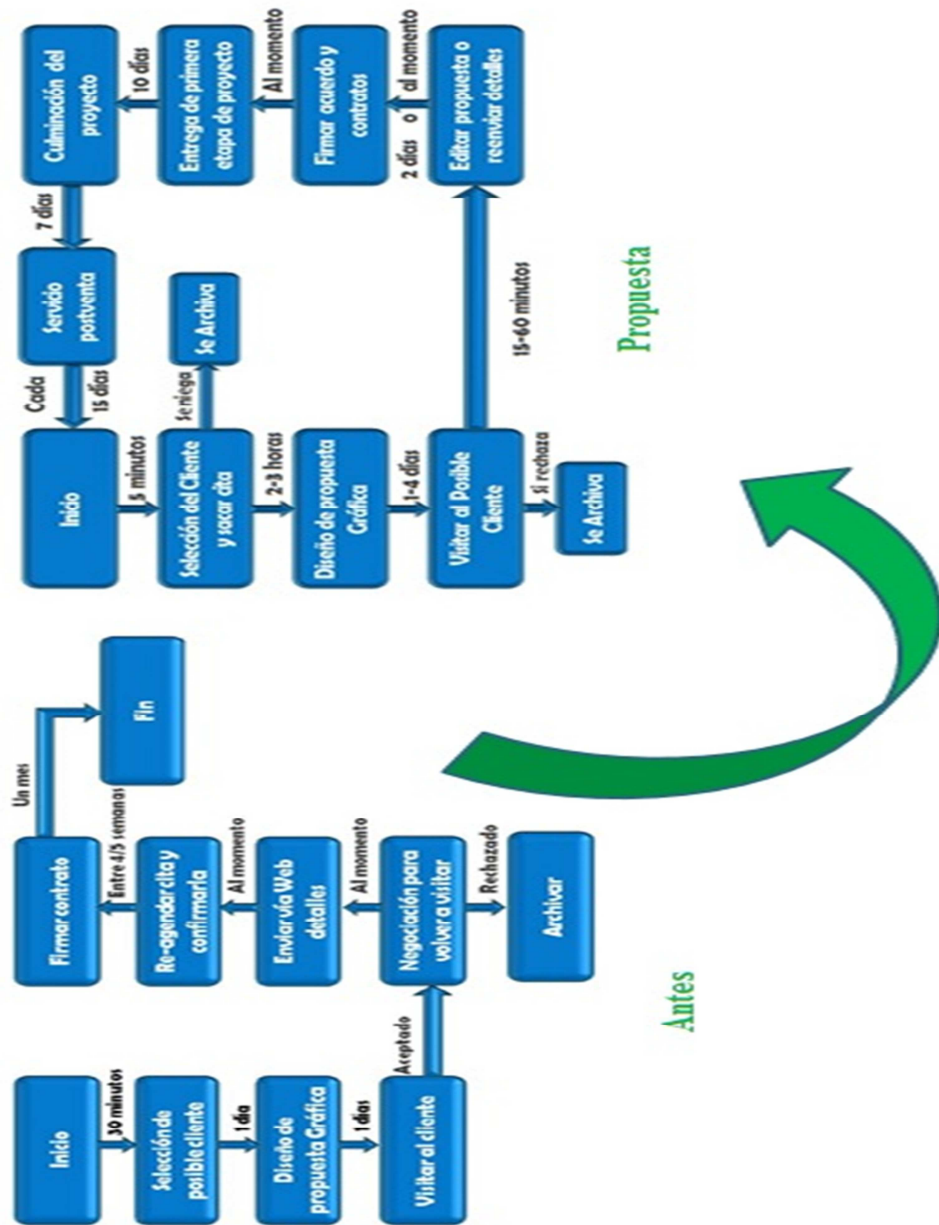 Inicio
30 minutos
Selección de
posible cliente
1 dia
Diseño de
propuesta Gráfica
1 días
Visitar al cliente
Aceptado
Negociación para
volver a visitar
Rechazado
Archivar
Al momento
Enviar vía Web
detalles
Al momento
Re-agendar cita y
confirmarla
Entre 4/5 semanas
Firmar contrato
Un mes
Fin
Antes
Inicio
5 minutos
Selección del Cliente
y sacar cita
Se niega
Se Archiva
2-3 horas
Diseño de propuesta
Gráfica
1-4 días
Visitar al Posible
Cliente
Si rechaza
Se Archiva
15-60 minutos
Editar propuesta o
reenviar detalles
2 días o al momento
Firmar acuerdo y
contratos
Al momento
Entrega de primera
etapa de proyecto
10 días
Culminación del
proyecto
7 días
Servicio
postventa
Cada
15 días
Propuesta